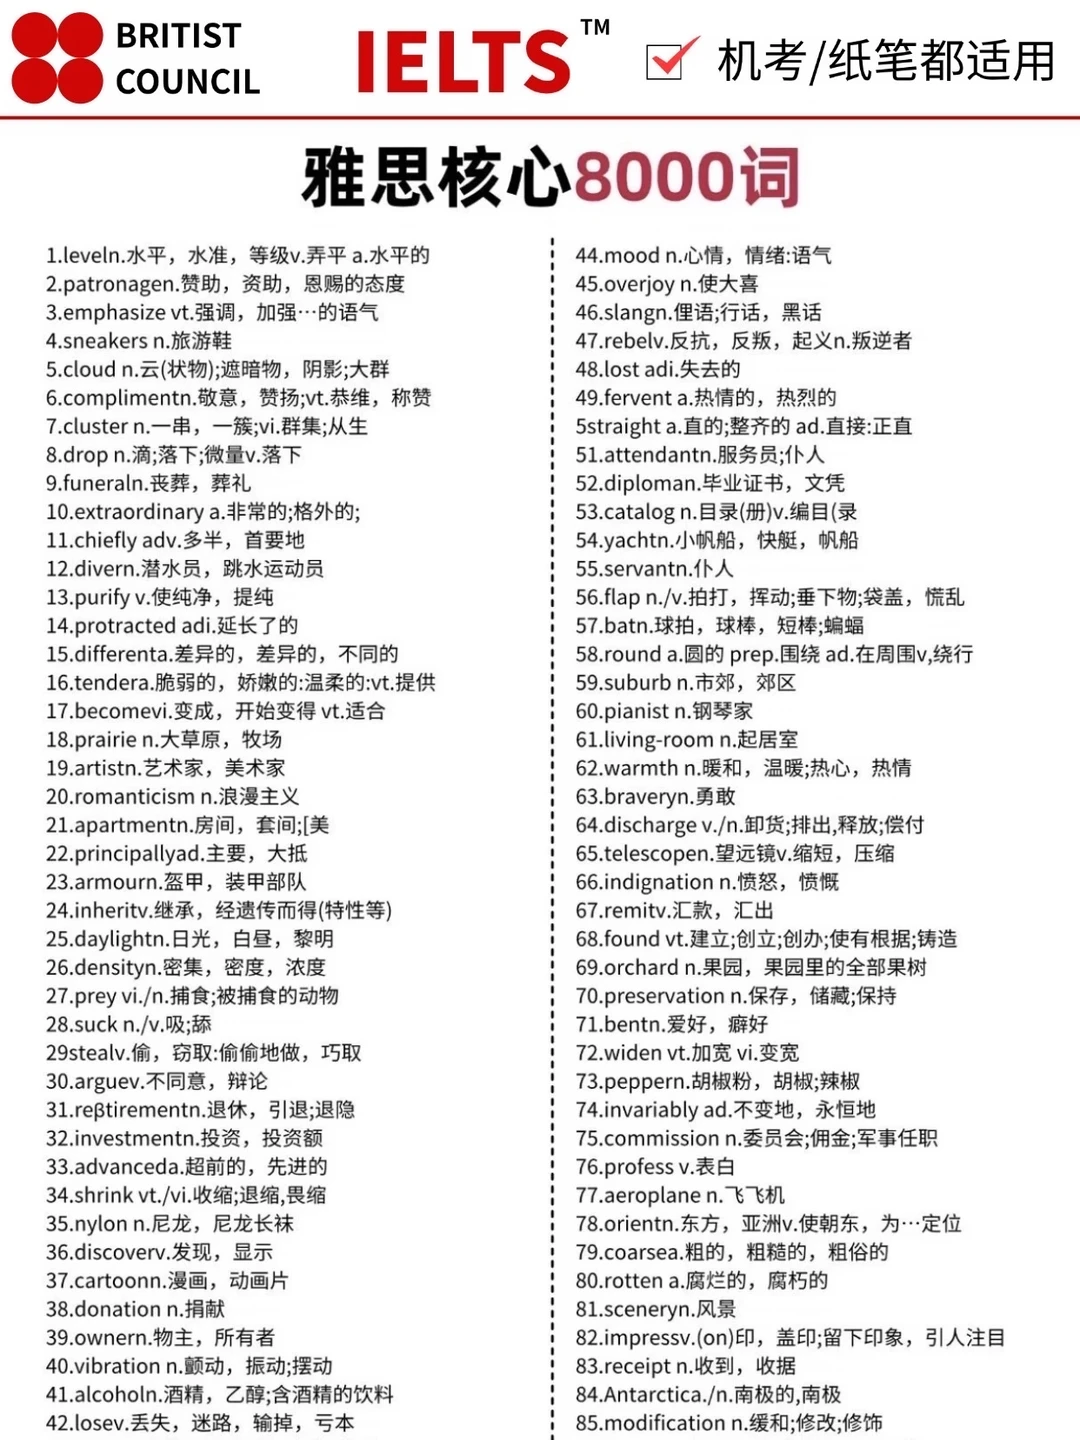 BRITIST
COUNCIL
IELTS™
机考/纸笔都适用
雅思核心8000词
1.leveln.水平，水准，等级v.弄平 a.水平的
2.patronagen.赞助，资助，恩赐的态度
3.emphasize vt.强调，加强…的语气
4.sneakers n.旅游鞋
5.cloud n.云(状物);遮暗物，阴影;大群
6.complimentn.敬意，赞扬;vt.恭维，称赞
7.cluster n.一串，一簇;vi.群集;从生
8.drop n.滴;落下;微量v.落下
9.funeraln.丧葬，葬礼
10.extraordinary a.非常的;格外的;
11.chiefly adv.多半，首要地
12.divern.潜水员，跳水运动员
13.purify v.使纯净，提纯
14.protracted adi.延长了的
15.differenta.差异的，差异的，不同的
16.tendera.脆弱的，娇嫩的:温柔的:vt.提供
17.becomevi.变成，开始变得 vt.适合
18.prairie n.大草原，牧场
19.artistn.艺术家，美术家
20.romanticism n.浪漫主义
21.apartmentn.房间，套间;[美
22.principallyad.主要，大抵
23.armourn.盔甲，装甲部队
24.inheritv.继承，经遗传而得(特性等)
25.daylightn.日光，白昼，黎明
26.densityn.密集，密度，浓度
27.prey vi./n.捕食;被捕食的动物
28.suck n./v.吸;舔
29stealv.偷，窃取:偷偷地做，巧取
30.arguev.不同意，辩论
31.reβtirementn.退休，引退;退隐
32.investmentn.投资，投资额
33.advanceda.超前的，先进的
34.shrink vt./vi.收缩;退缩,畏缩
35.nylon n.尼龙，尼龙长袜
36.discoverv.发现，显示
37.cartoonn.漫画，动画片
38.donation n.捐献
39.ownern.物主，所有者
40.vibration n.颤动，振动;摆动
41.alcoholn.酒精，乙醇;含酒精的饮料
42.losev.丢失，迷路，输掉，亏本
44.mood n.心情，情绪:语气
45.overjoy n.使大喜
46.slangn.俚语;行话，黑话
47.rebelv.反抗，反叛，起义n.叛逆者
48.lost adi.失去的
49.fervent a.热情的，热烈的
5straight a.直的;整齐的 ad.直接:正直
51.attendantn.服务员;仆人
52.diploman.毕业证书，文凭
53.catalog n.目录(册)v.编目(录
54.yachtn.小帆船，快艇，帆船
55.servantn.仆人
56.flap n./v.拍打，挥动;垂下物;袋盖，慌乱
57.batn.球拍，球棒，短棒;蝙蝠
58.round a.圆的 prep.围绕 ad.在周围v,绕行
59.suburb n.市郊，郊区
60.pianist n.钢琴家
61.living-room n.起居室
62.warmth n.暖和，温暖;热心，热情
63.braveryn.勇敢
64.discharge v./n.卸货;排出,释放;偿付
65.telescopen.望远镜v.缩短，压缩
66.indignation n.愤怒，愤慨
67.remitv.汇款，汇出
68.found vt.建立;创立;创办;使有根据;铸造
69.orchard n.果园，果园里的全部果树
70.preservation n.保存，储藏;保持
71.bentn.爱好，癖好
72.widen vt.加宽 vi.变宽
73.peppern.胡椒粉，胡椒;辣椒
74.invariably ad.不变地，永恒地
75.commission n.委员会;佣金;军事任职
76.profess v.表白
77.aeroplane n.飞飞机
78.orientn.东方，亚洲v.使朝东，为…定位
79.coarsea.粗的，粗糙的，粗俗的
80.rotten a.腐烂的，腐朽的
81.sceneryn.风景
82.impressv.(on)印，盖印;留下印象，引人注目
83.receipt n.收到，收据
84.Antarctica./n.南极的,南极
85.modification n.缓和;修改;修饰